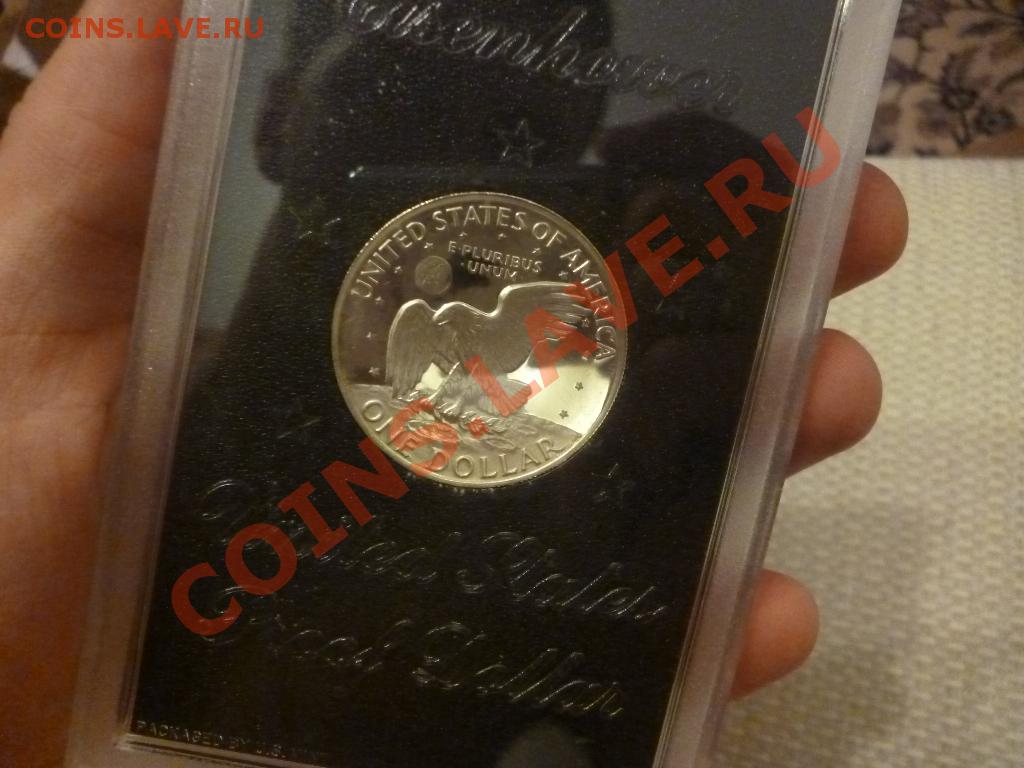 COINS.LAVE.RU
Eisenhower
UNITED STATES OF AMERICA
E·PLURIBUS
UNUM
ONE DOLLAR
COINS.LAVE.RU
United States
Proof Dollar
PACKAGED BY U.S. MINT